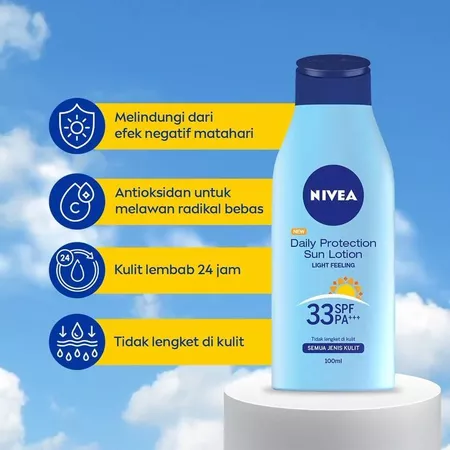 Melindungi dari
efek negatif matahari
C
Antioksidan untuk
melawan radikal bebas
24
Kulit lembab 24 jam
Tidak lengket di kulit
NIVEA
NEW
Daily Protection
Sun Lotion
LIGHT FEELING
33 SPF
PA+++
Tidak lengket di kulit
SEMUA JENIS KULIT
100ml